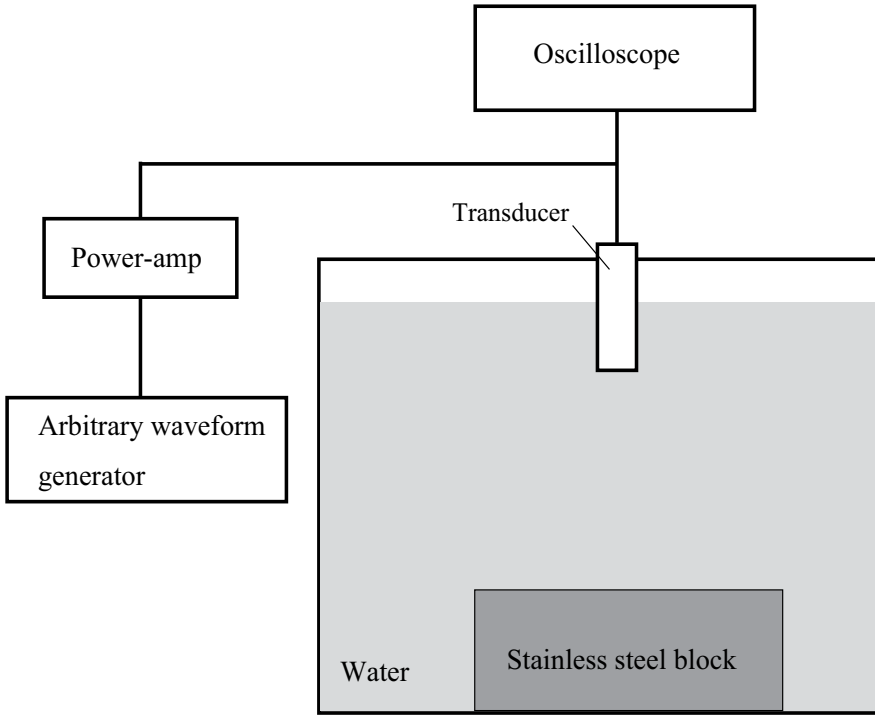 Oscilloscope
Transducer
Power-amp
Arbitrary waveform
generator
Water
Stainless steel block